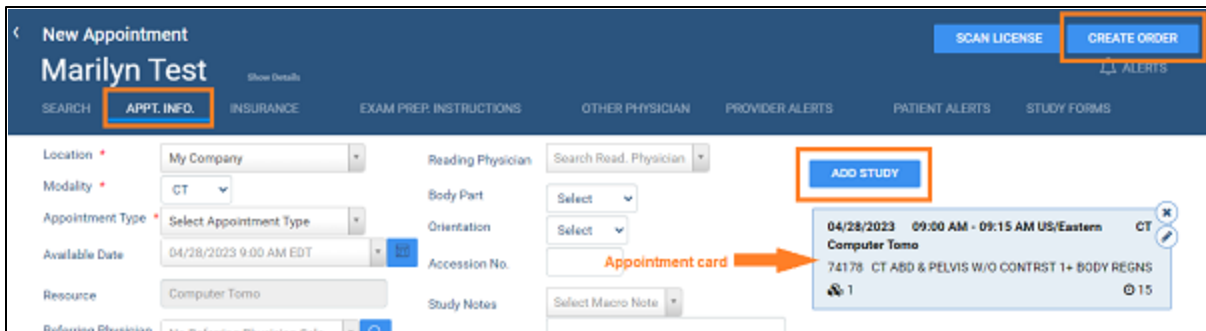 New Appointment
SCAN LICENSE
CREATE ORDER
Marilyn Test
Show Details
ALERTS
SEARCH
APPT. INFO.
INSURANCE
EXAM PREP. INSTRUCTIONS
OTHER PHYSICIAN
PROVIDER ALERTS
PATIENT ALERTS
STUDY FORMS
Location *
My Company
Reading Physician
Search Read. Physician
ADD STUDY
Modality *
CT
Body Part
Select
Appointment Type *
Select Appointment Type
Orientation
Select
04/28/2023 09:00 AM - 09:15 AM US/Eastern CT
Computer Tomo
Available Date
04/28/2023 9:00 AM EDT
Accession No.
Appointment card
74178 CT ABD & PELVIS W/O CONTRST 1+ BODY REGNS
1
15
Resource
Computer Tomo
Study Notes
Select Macro Note
Referring Physician